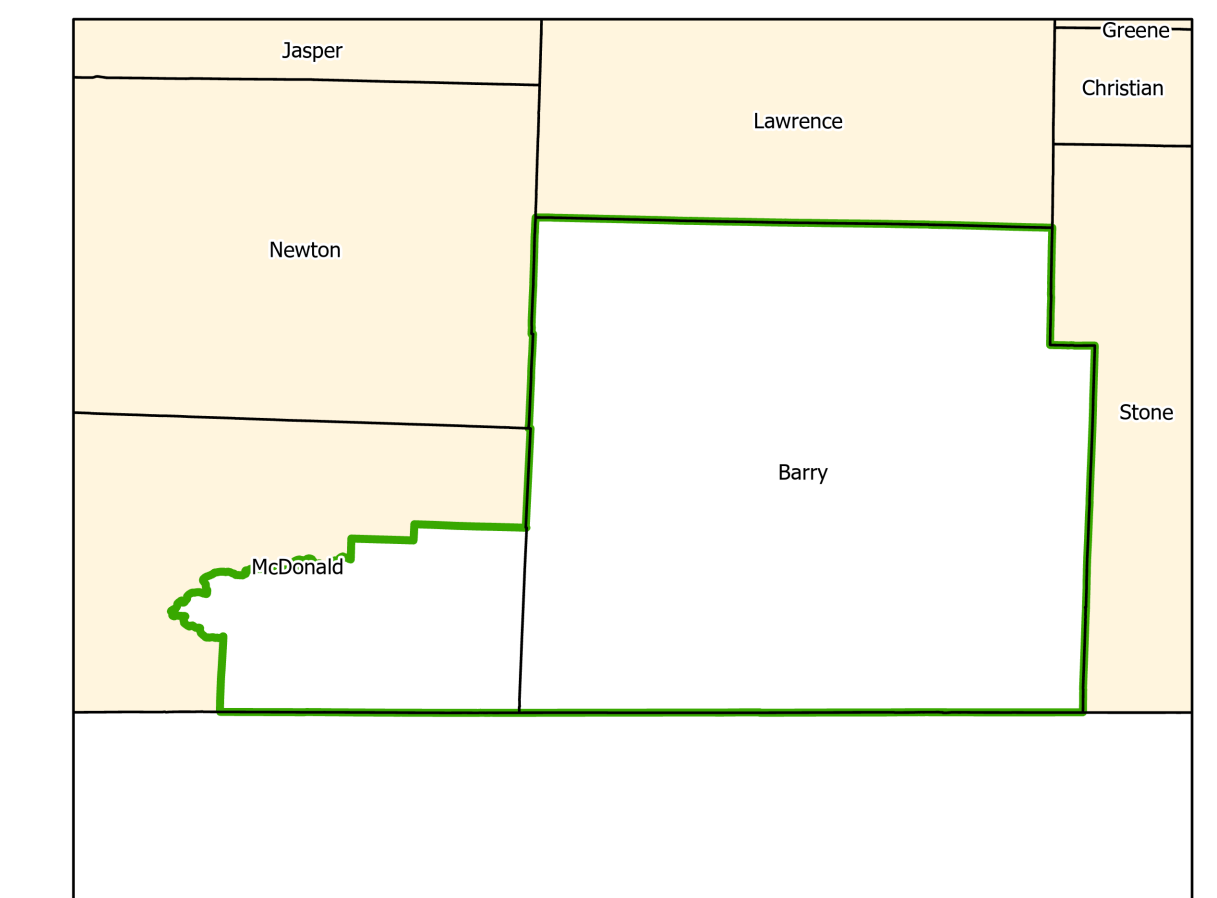 Greene
Jasper
Christian
Lawrence
Newton
Stone
Barry
McDonald